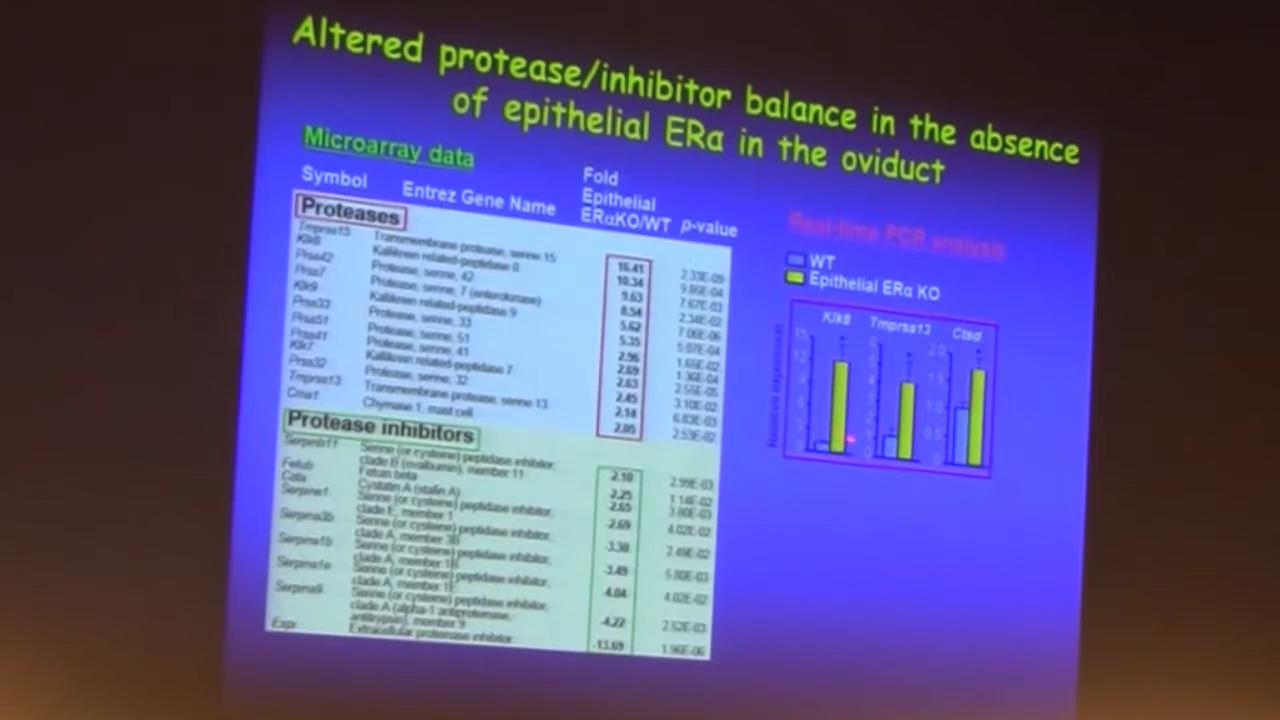 Altered protease/inhibitor balance in the absence
of epithelial ERα in the oviduct
Microarray data
Symbol Entrez Gene Name Fold Epithelial ERαKO/WT p-value
Proteases
Tmprss15 Transmembrane protease, serine 15 16.41 2.33E-09
Klk8 Kallikrein related-peptidase 8 10.34 9.86E-04
Prss42 Protease, serine, 42 9.63 7.67E-03
Prss7 Protease, serine, 7 (enterokinase) 8.54 2.34E-02
Klk9 Kallikrein related-peptidase 9 5.62 7.06E-06
Prss33 Protease, serine, 33 5.35 5.07E-04
Prss51 Protease, serine, 51 2.96 1.65E-02
Prss41 Protease, serine, 41 2.69 1.36E-04
Klk7 Kallikrein related-peptidase 7 2.63 2.55E-05
Prss32 Protease, serine, 32 2.45 3.10E-02
Tmprss13 Transmembrane protease, serine 13 2.14 6.83E-03
Cma1 Chymase 1, mast cell 2.05 2.53E-02
Protease inhibitors
Serpinb11 Serine (or cysteine) peptidase inhibitor,
clade B (ovalbumin), member 11 -2.10 2.99E-03
Fetub Fetuin beta -2.25 1.14E-02
Csta Cystatin A (stefin A) -2.65 3.80E-03
Serpine1 Serine (or cysteine) peptidase inhibitor,
clade E, member 1 -2.69 4.02E-02
Serpina3b Serine (or cysteine) peptidase inhibitor,
clade A, member 3B -3.30 2.49E-02
Serpina1b Serine (or cysteine) peptidase inhibitor,
clade A, member 1B -3.49 5.80E-03
Serpina1e Serine (or cysteine) peptidase inhibitor,
clade A, member 1E -4.04 4.02E-02
Serpina9 Serine (or cysteine) peptidase inhibitor,
clade A (alpha-1 antiproteinase,
antitrypsin), member 9 -4.22 2.52E-03
Expi Extracellular proteinase inhibitor -13.69 1.96E-06
Real-time PCR analysis
WT
Epithelial ERα KO
Klk8 Tmprss13 Ctsd
Relative expression